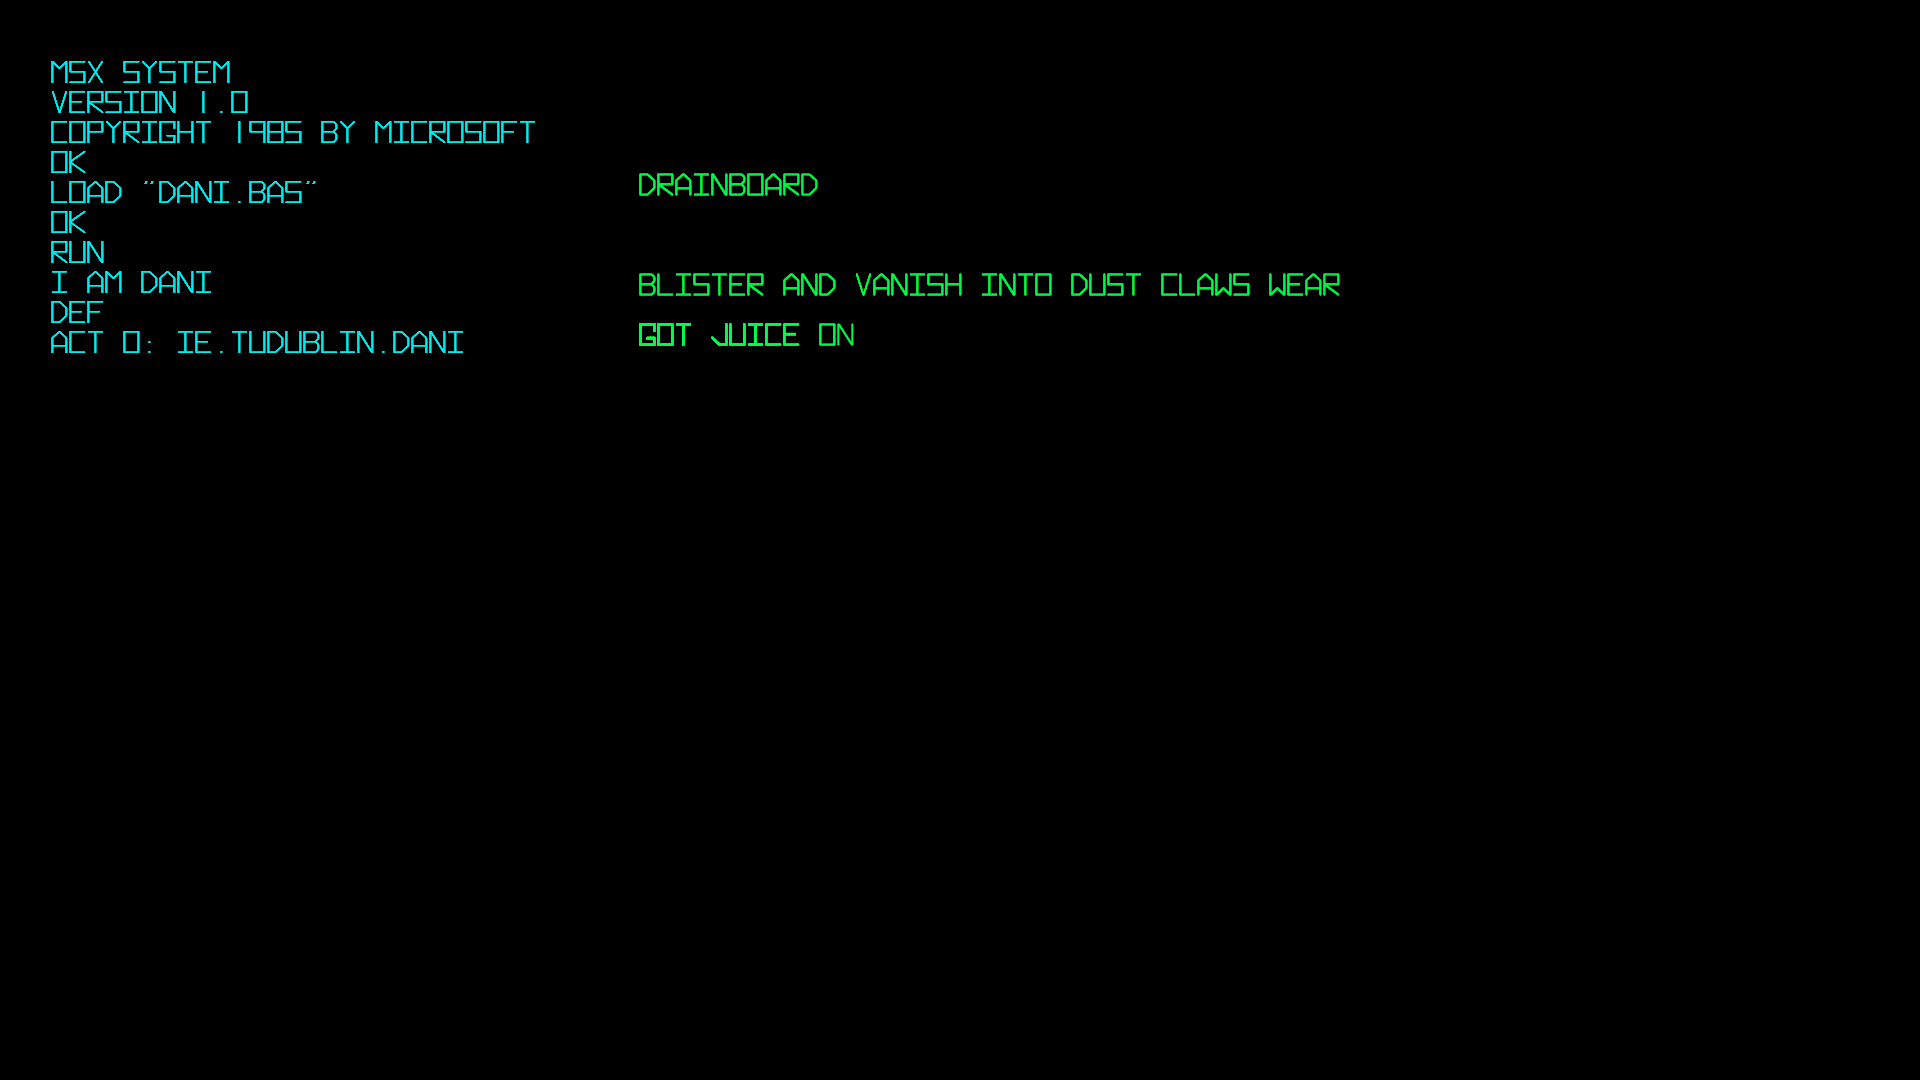 MSX SYSTEM
VERSION 1.0
COPYRIGHT 1985 BY MICROSOFT
OK
LOAD "DANI.BAS"
OK
RUN
I AM DANI
DEF
ACT 0: IE.TUDUBLIN.DANI
DRAINBOARD
BLISTER AND VANISH INTO DUST CLAWS WEAR
GOT JUICE ON